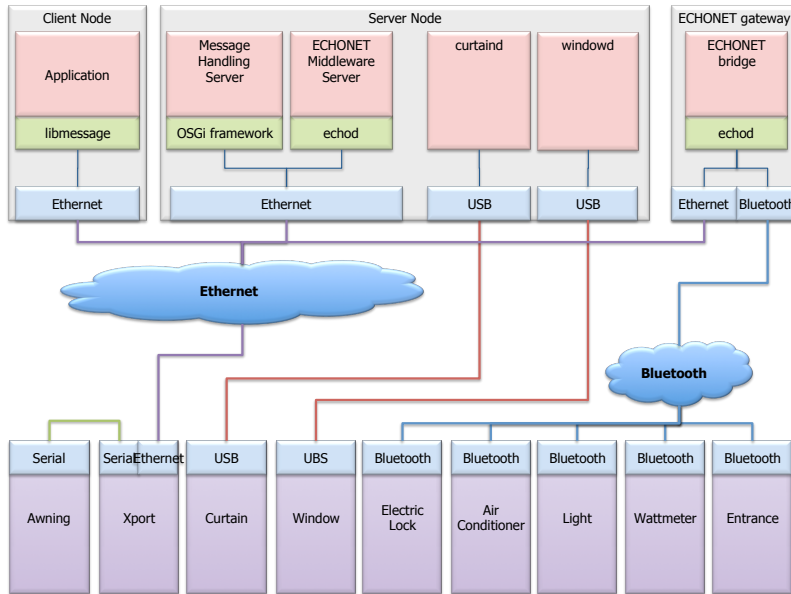 Client Node
Server Node
ECHONET gateway
Application
Message
Handling
Server
ECHONET
Middleware
Server
curtaind
windowd
ECHONET
bridge
libmessage
OSGi framework
echod
echod
Ethernet
Ethernet
USB
USB
Ethernet
Bluetooth
Ethernet
Bluetooth
Serial
Serial
Ethernet
USB
UBS
Bluetooth
Bluetooth
Bluetooth
Bluetooth
Bluetooth
Awning
Xport
Curtain
Window
Electric
Lock
Air
Conditioner
Light
Wattmeter
Entrance